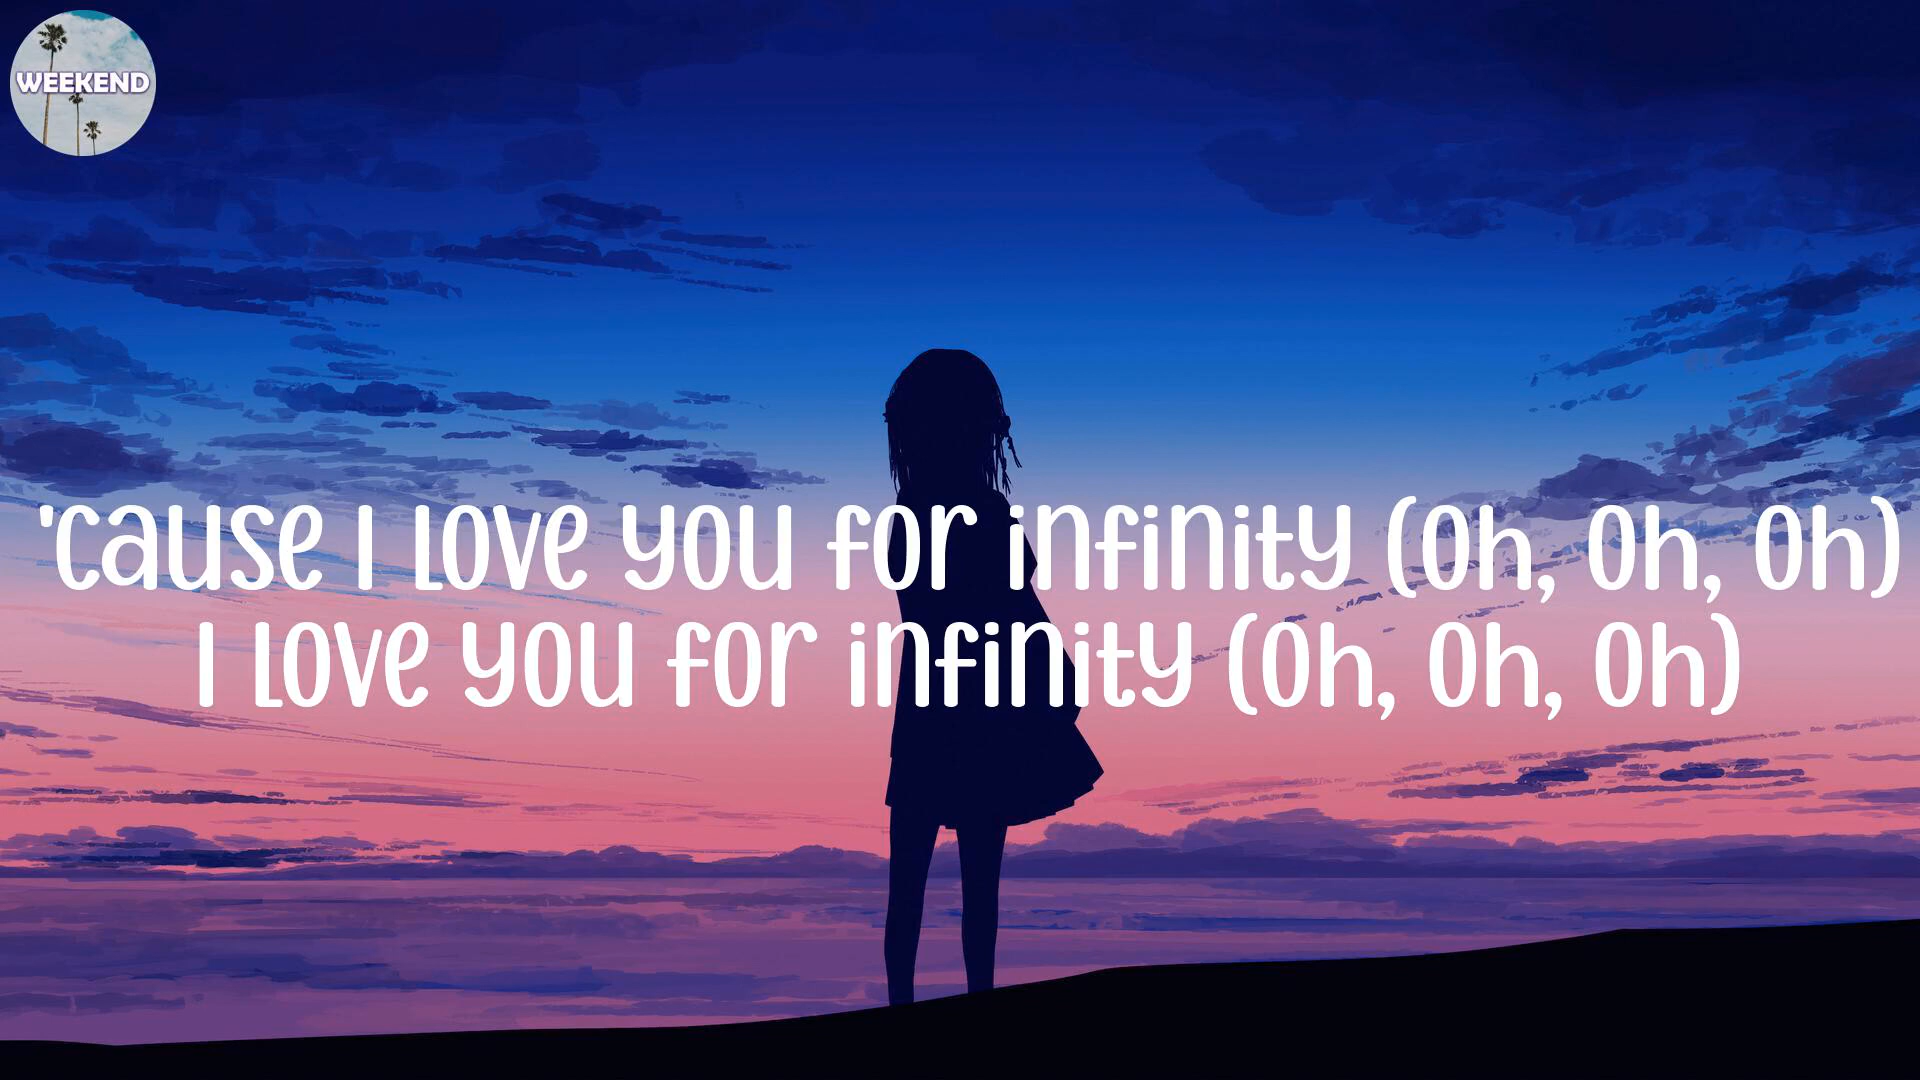 WEEKEND
'cause I love you for infinity (Oh, Oh, Oh)
I love you for infinity (Oh, Oh, Oh)